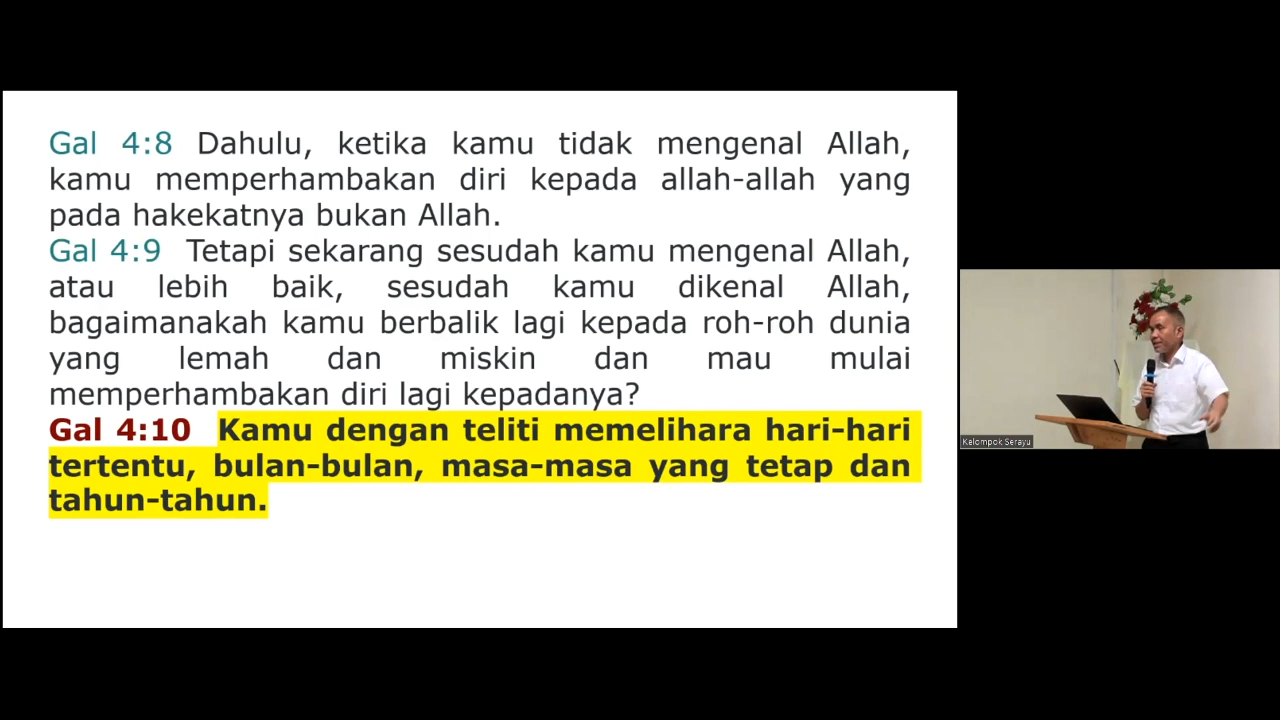 Gal 4:8 Dahulu, ketika kamu tidak mengenal Allah,
kamu memperhambakan diri kepada allah-allah yang
pada hakekatnya bukan Allah.
Gal 4:9 Tetapi sekarang sesudah kamu mengenal Allah,
atau lebih baik, sesudah kamu dikenal Allah,
bagaimanakah kamu berbalik lagi kepada roh-roh dunia
yang lemah dan miskin dan mau mulai
memperhambakan diri lagi kepadanya?
Gal 4:10 Kamu dengan teliti memelihara hari-hari
tertentu, bulan-bulan, masa-masa yang tetap dan
tahun-tahun.
Kelompok Serayu